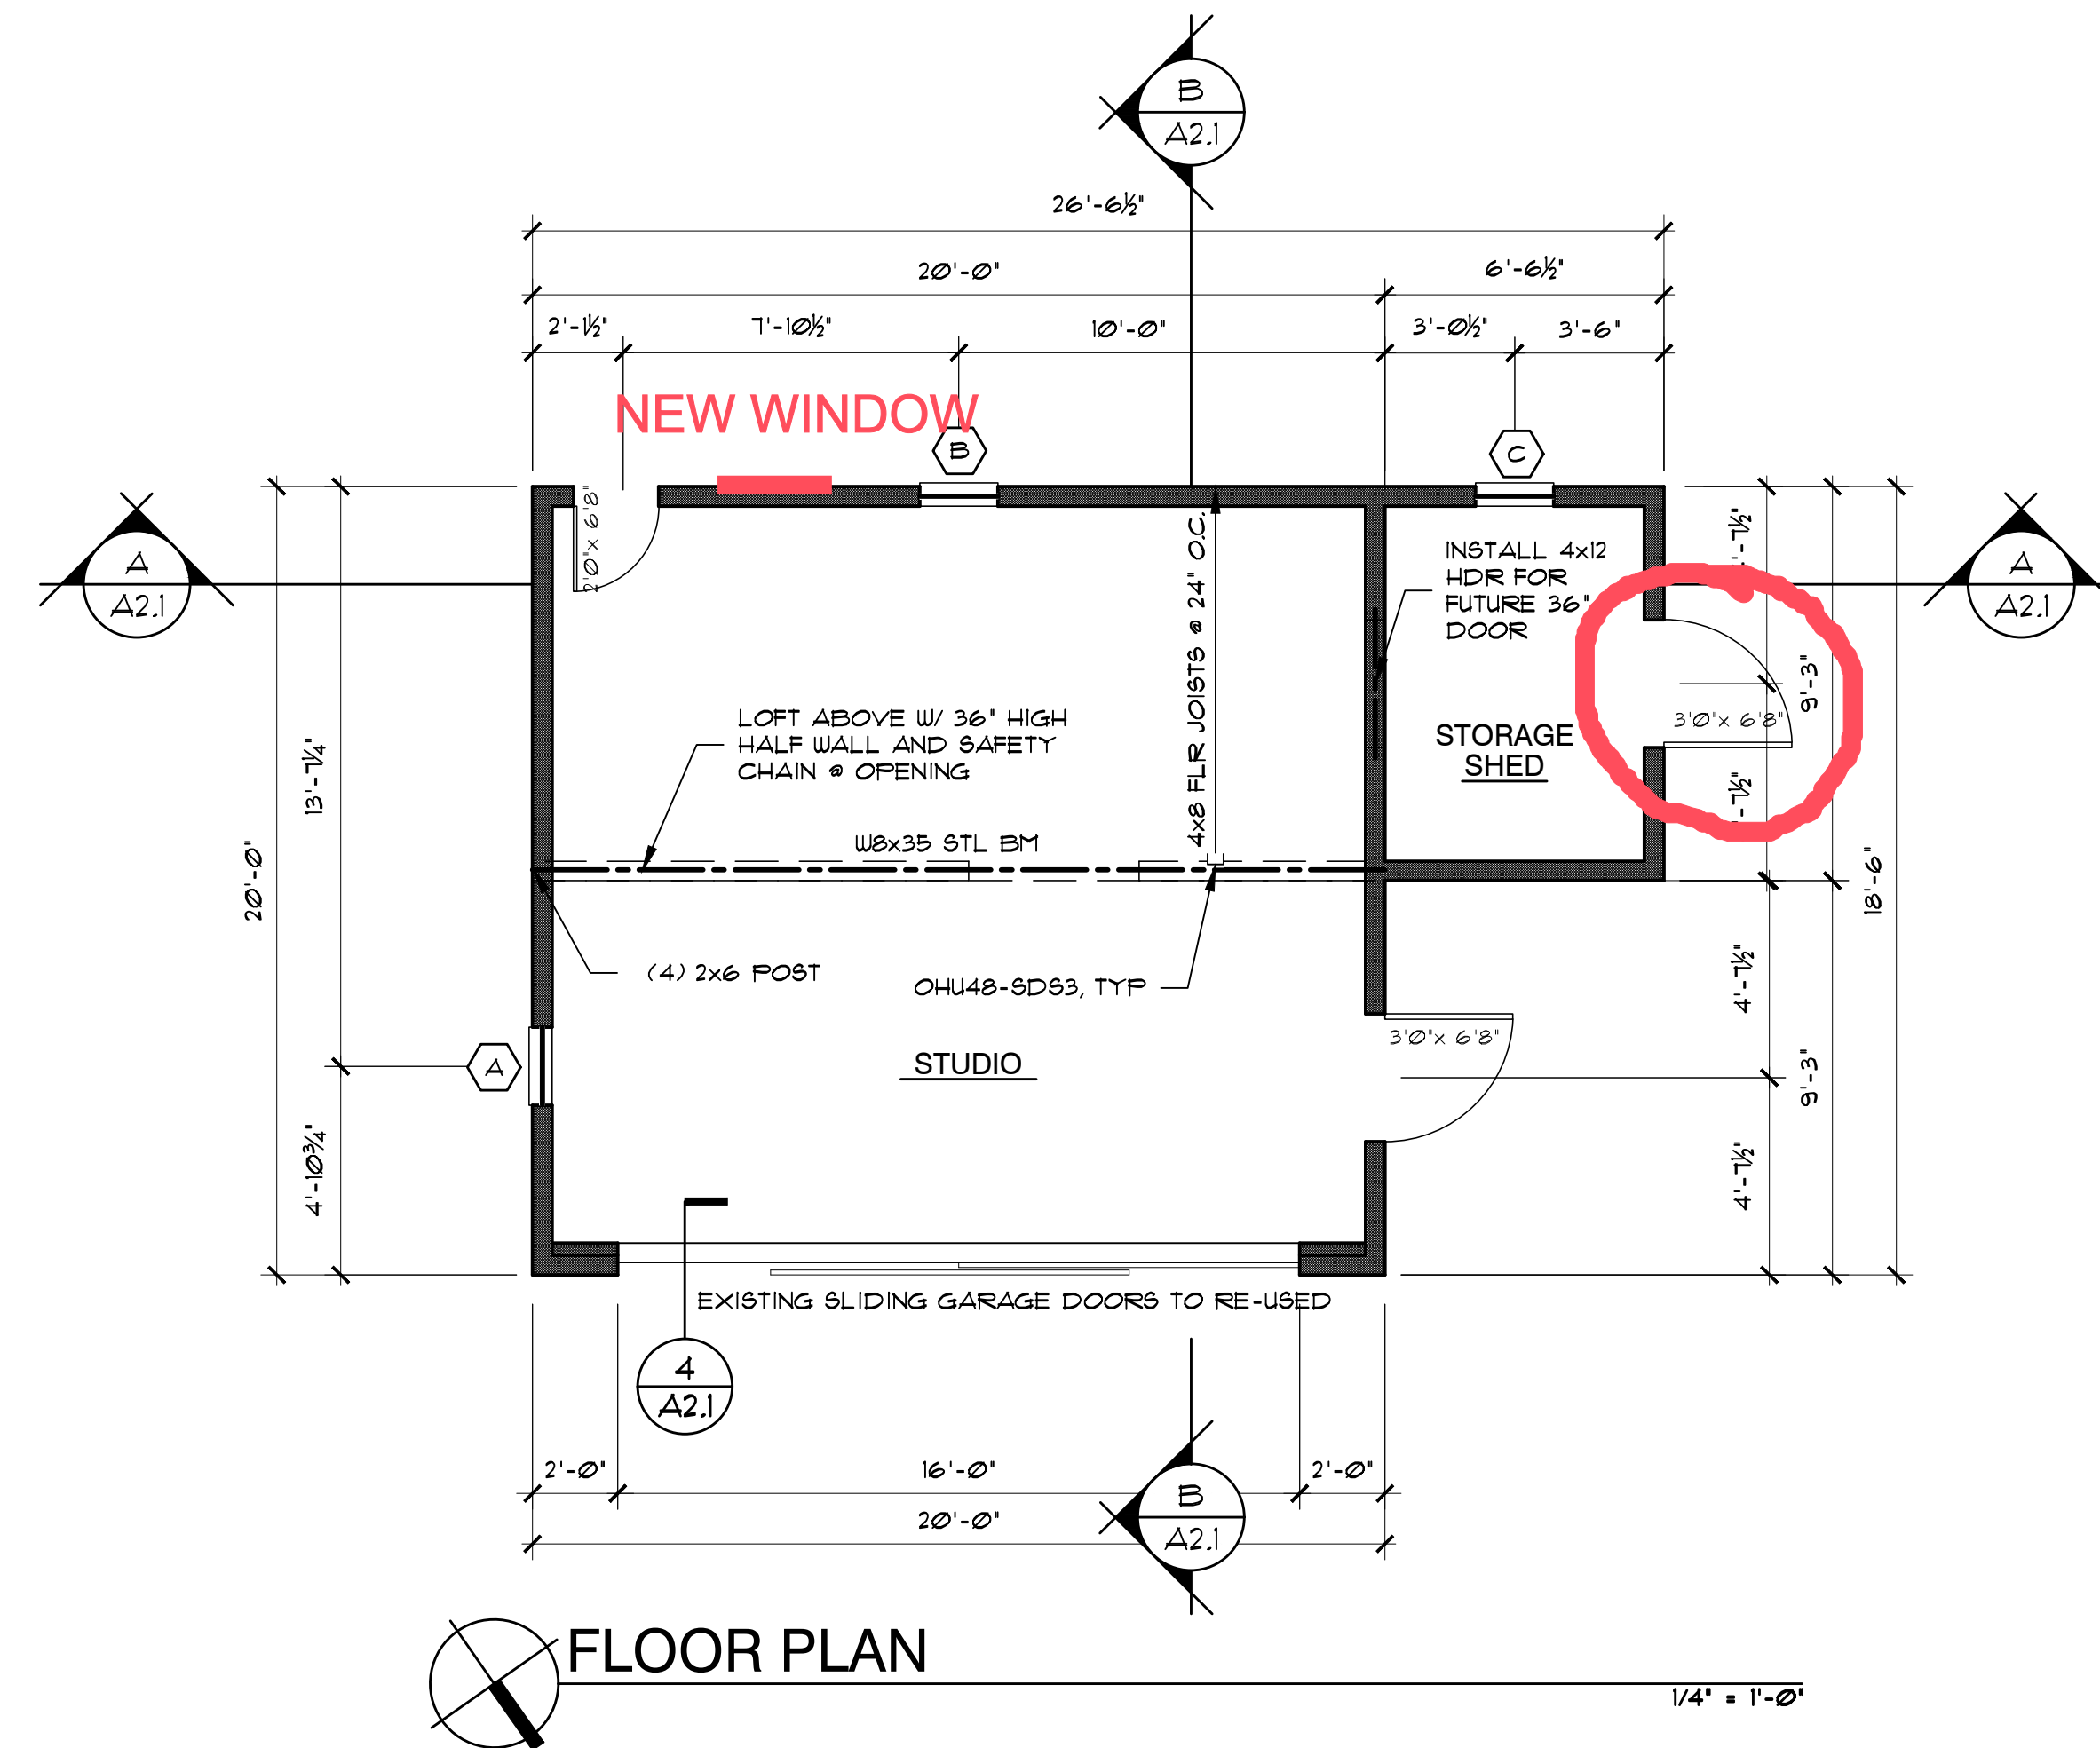 B
A2.1
26'-6½"
20'-0"
6'-6½"
2'-1½"
7'-10½"
10'-0"
3'-0½"
3'-6"
NEW WINDOW
B
C
2'0"x 6'8"
A
A2.1
A
A2.1
INSTALL 4x12
HDR FOR
FUTURE 36"
DOOR
4x8 FLR JOISTS @ 24" O.C.
9'-3"
3'0"x 6'8"
STORAGE
SHED
LOFT ABOVE W/ 36" HIGH
HALF WALL AND SAFETY
CHAIN @ OPENING
13'-7¼"
W8x35 STL BM
20'-0"
18'-6"
(4) 2x6 POST
OHU48-SDS3, TYP
4'-7½"
3'0"x 6'8"
A
STUDIO
9'-3"
4'-10¾"
4'-7½"
EXISTING SLIDING GARAGE DOORS TO RE-USED
4
A2.1
2'-0"
16'-0"
2'-0"
20'-0"
B
A2.1
FLOOR PLAN
1/4" = 1'-0"